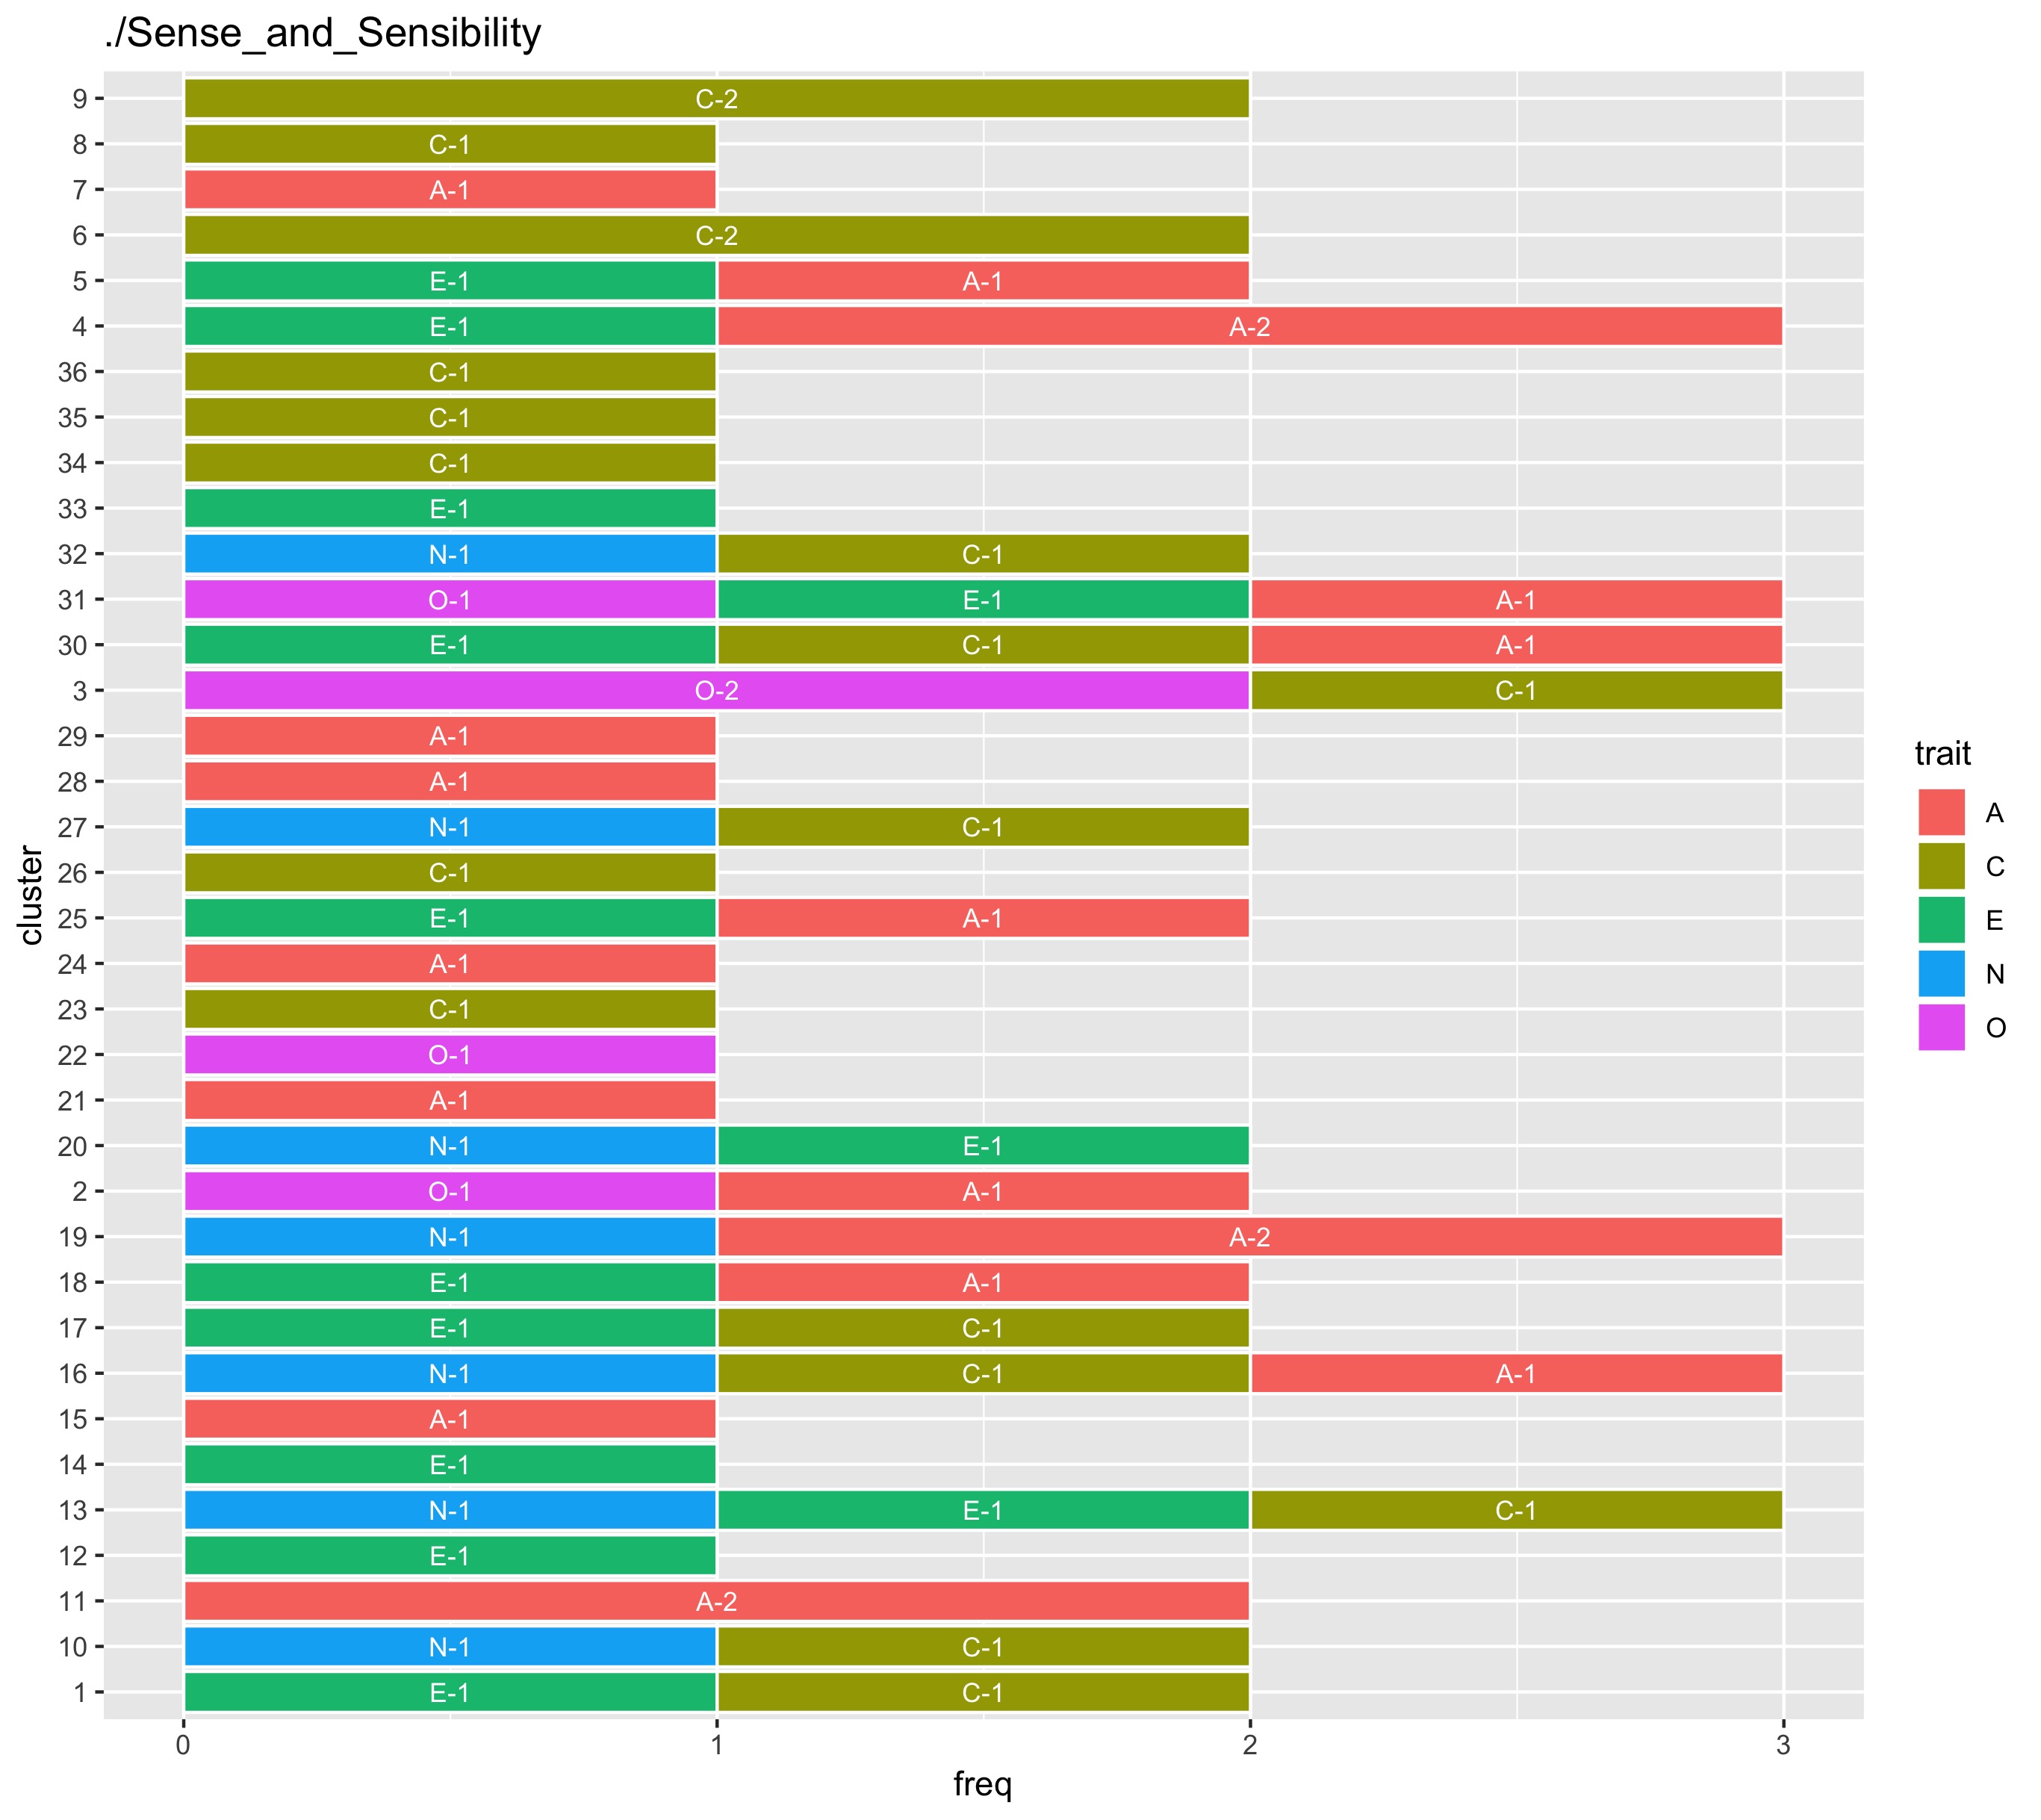 ./Sense_and_Sensibility
9 C-2
8 C-1
7 A-1
6 C-2
5 E-1 A-1
4 E-1 A-2
36 C-1
35 C-1
34 C-1
33 E-1
32 N-1 C-1
31 O-1 E-1 A-1
30 E-1 C-1 A-1
3 O-2 C-1
29 A-1
28 A-1
27 N-1 C-1
26 C-1
25 E-1 A-1
24 A-1
23 C-1
22 O-1
21 A-1
20 N-1 E-1
2 O-1 A-1
19 N-1 A-2
18 E-1 A-1
17 E-1 C-1
16 N-1 C-1 A-1
15 A-1
14 E-1
13 N-1 E-1 C-1
12 E-1
11 A-2
10 N-1 C-1
1 E-1 C-1
0 1 2 3
freq
cluster
trait
A
C
E
N
O